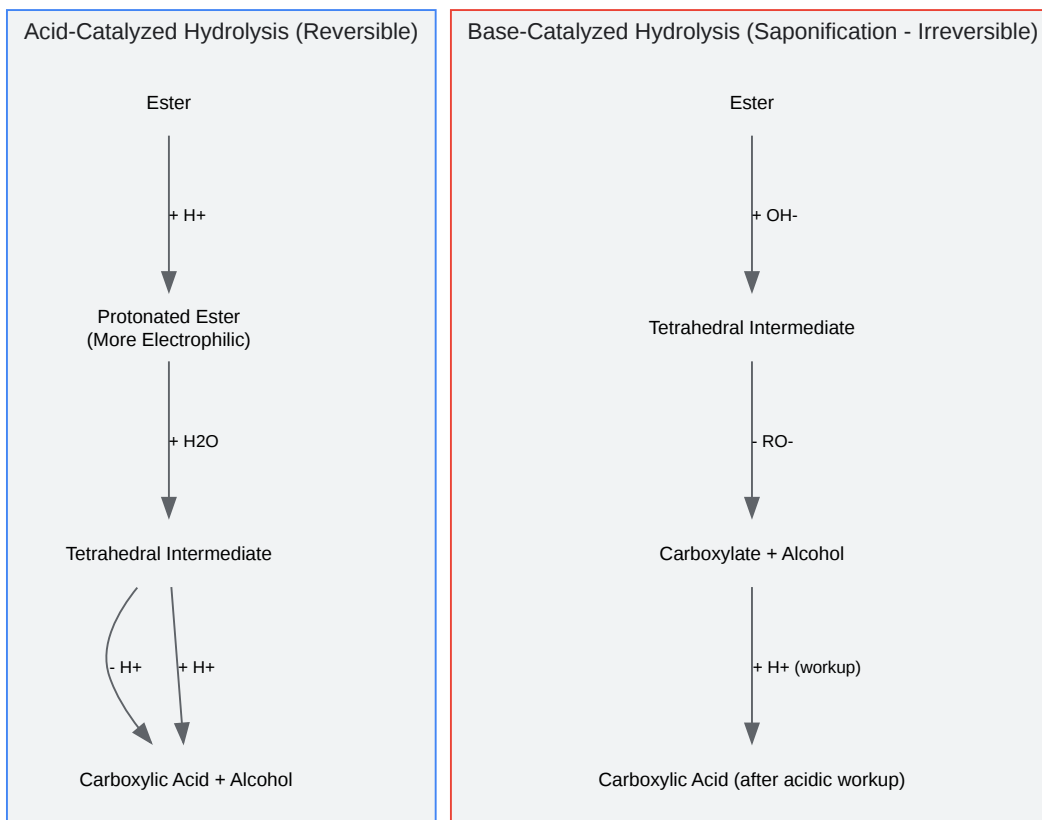 Acid-Catalyzed Hydrolysis (Reversible)
Ester
+ H+
Protonated Ester
(More Electrophilic)
+ H2O
Tetrahedral Intermediate
- H+
+ H+
Carboxylic Acid + Alcohol
Base-Catalyzed Hydrolysis (Saponification - Irreversible)
Ester
+ OH-
Tetrahedral Intermediate
- RO-
Carboxylate + Alcohol
+ H+ (workup)
Carboxylic Acid (after acidic workup)